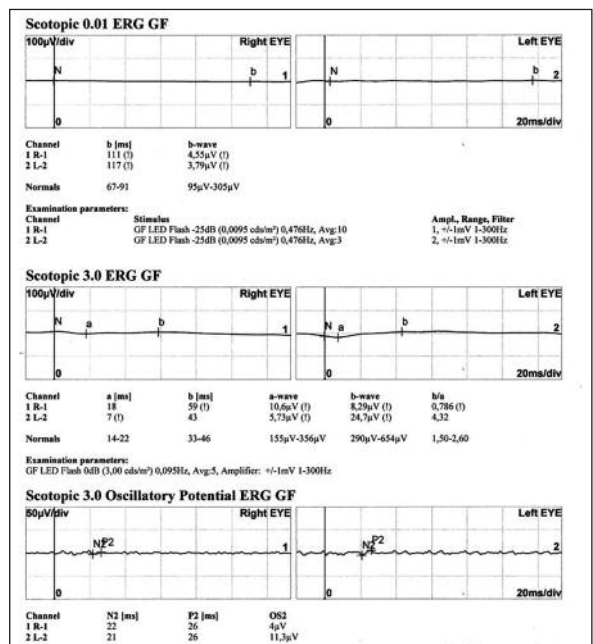 Scotopic 0.01 ERG GF
100µV/div Right EYE Left EYE
N b 1 N b 2
0 0 20ms/div
Channel b [ms] b-wave
1 R-1 111 (!) 4,55µV (!)
2 L-2 117 (!) 3,79µV (!)
Normals 67-91 95µV-305µV
Examination parameters:
Channel Stimulus Ampl., Range, Filter
1 R-1 GF LED Flash -25dB (0,0095 cds/m²) 0,476Hz, Avg:10 1, +/-1mV 1-300Hz
2 L-2 GF LED Flash -25dB (0,0095 cds/m²) 0,476Hz, Avg:3 2, +/-1mV 1-300Hz
Scotopic 3.0 ERG GF
100µV/div Right EYE Left EYE
N a b 1 N a b 2
0 0 20ms/div
Channel a [ms] b [ms] a-wave b-wave b/a
1 R-1 18 59 (!) 10,6µV (!) 8,29µV (!) 0,786 (!)
2 L-2 7 (!) 43 5,73µV (!) 24,7µV (!) 4,32
Normals 14-22 33-46 155µV-356µV 290µV-654µV 1,50-2,60
Examination parameters:
GF LED Flash 0dB (3,00 cds/m²) 0,095Hz, Avg:5, Amplifier: +/-1mV 1-300Hz
Scotopic 3.0 Oscillatory Potential ERG GF
50µV/div Right EYE Left EYE
N2 P2 1 N2 P2 2
0 0 20ms/div
Channel N2 [ms] P2 [ms] OS2
1 R-1 22 26 4µV
2 L-2 21 26 11,3µV